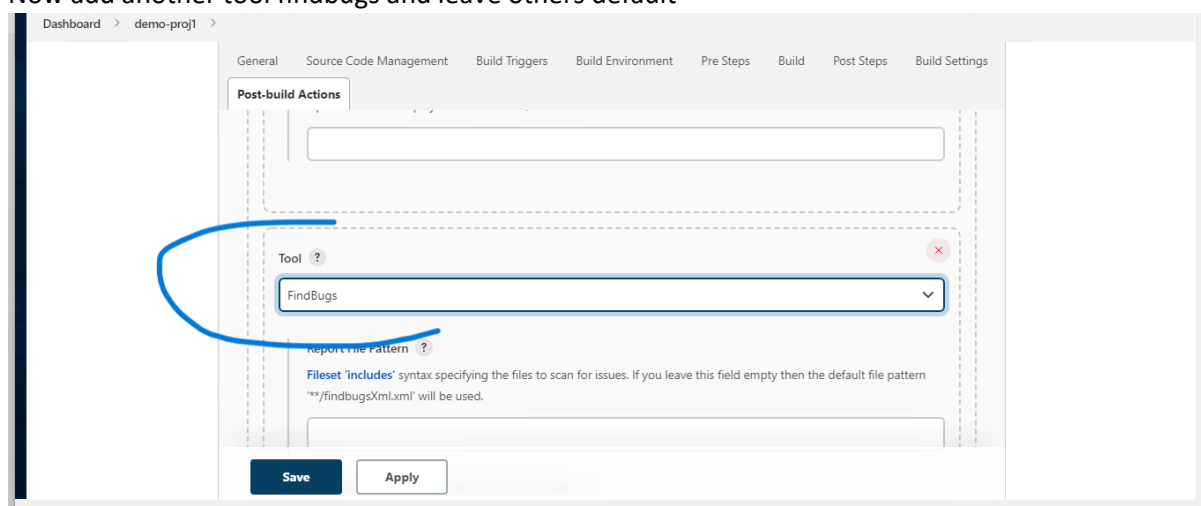 Now add another tool findbugs and leave others default
Dashboard > demo-proj1 >
General Source Code Management Build Triggers Build Environment Pre Steps Build Post Steps Build Settings
Post-build Actions
Tool ?
FindBugs
Report File Pattern ?
Fileset 'includes' syntax specifying the files to scan for issues. If you leave this field empty then the default file pattern
'**/findbugsXml.xml' will be used.
Save Apply